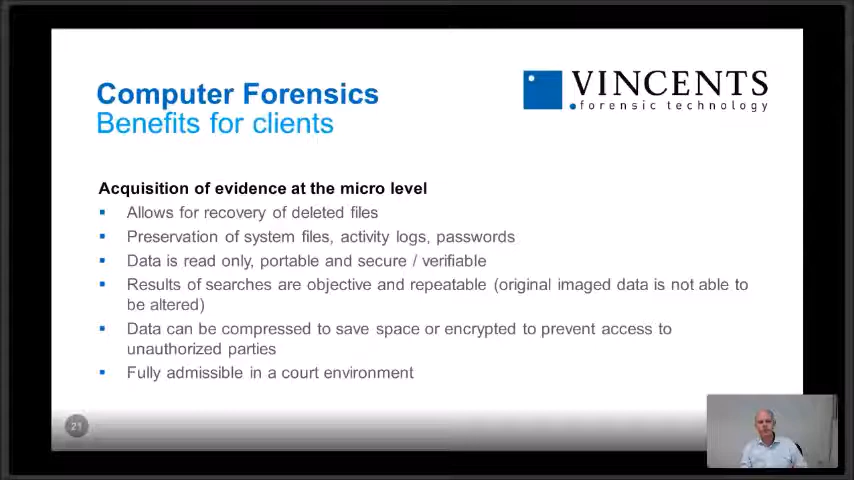 Computer Forensics
Benefits for clients
VINCENTS
forensic technology
Acquisition of evidence at the micro level
▪ Allows for recovery of deleted files
▪ Preservation of system files, activity logs, passwords
▪ Data is read only, portable and secure / verifiable
▪ Results of searches are objective and repeatable (original imaged data is not able to
be altered)
▪ Data can be compressed to save space or encrypted to prevent access to
unauthorized parties
▪ Fully admissible in a court environment
21